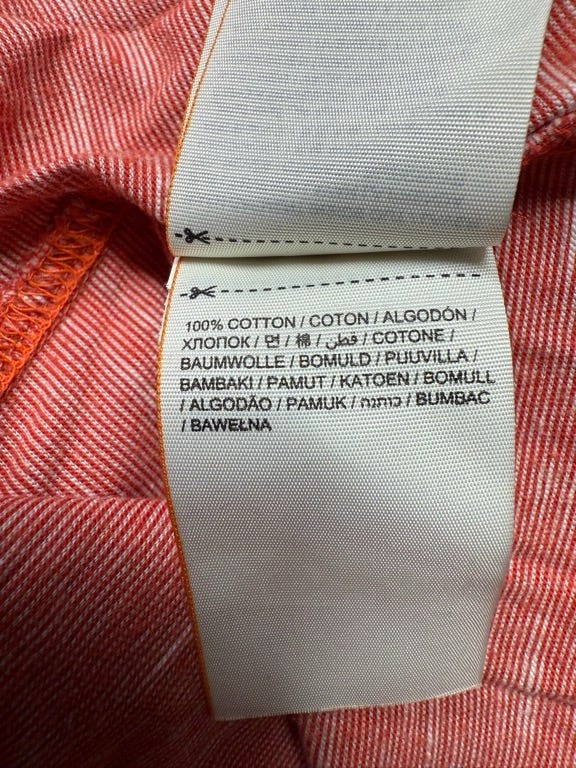 100% COTTON / COTON / ALGODÓN /
ХЛОПОК / 면 / 棉 / قطن / COTONE /
BAUMWOLLE / BOMULD / PUUVILLA /
BAMBAKI / PAMUT / KATOEN / BOMULL
/ ALGODÃO / PAMUK / כותנה / BUMBAC
/ BAWEŁNA